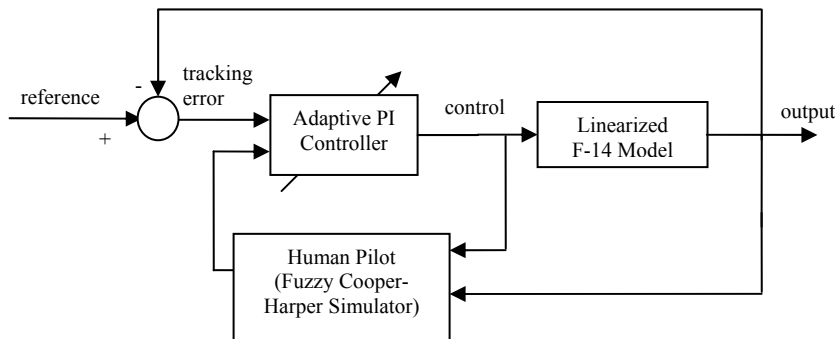 -
tracking
error
reference
+
Adaptive PI
Controller
control
Linearized
F-14 Model
output
Human Pilot
(Fuzzy Cooper-
Harper Simulator)